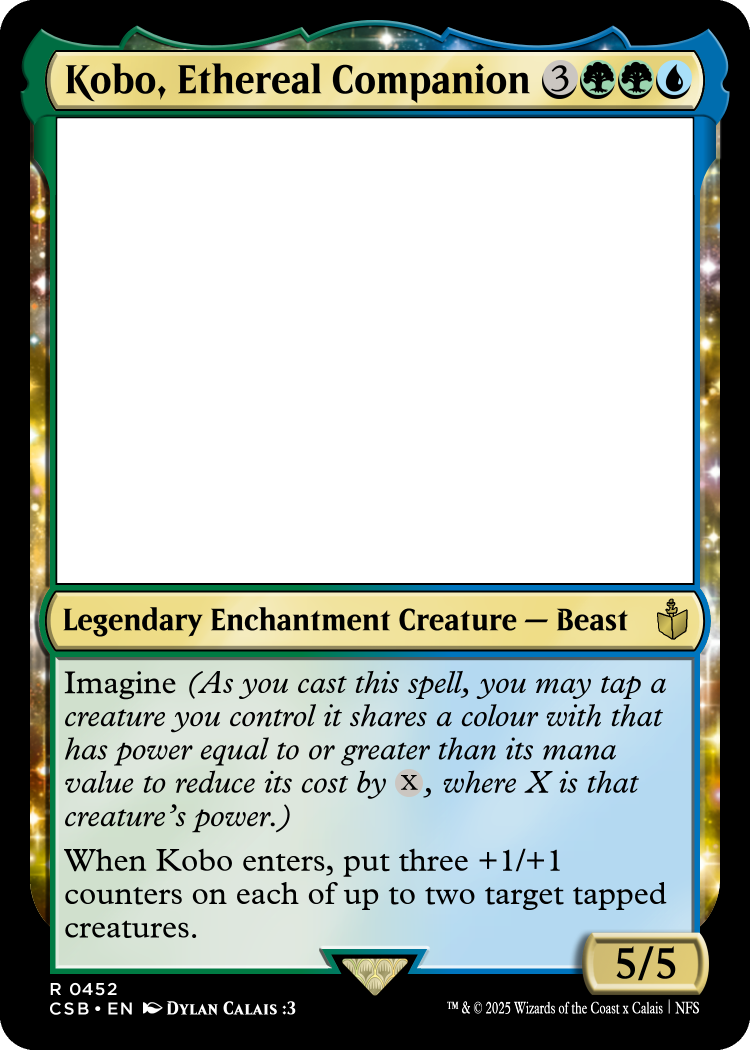 Kobo, Ethereal Companion 3
Legendary Enchantment Creature — Beast
Imagine (As you cast this spell, you may tap a
creature you control it shares a colour with that
has power equal to or greater than its mana
value to reduce its cost by X, where X is that
creature's power.)
When Kobo enters, put three +1/+1
counters on each of up to two target tapped
creatures.
5/5
R 0452
CSB • EN Dylan Calais :3
™ & © 2025 Wizards of the Coast x Calais | NFS